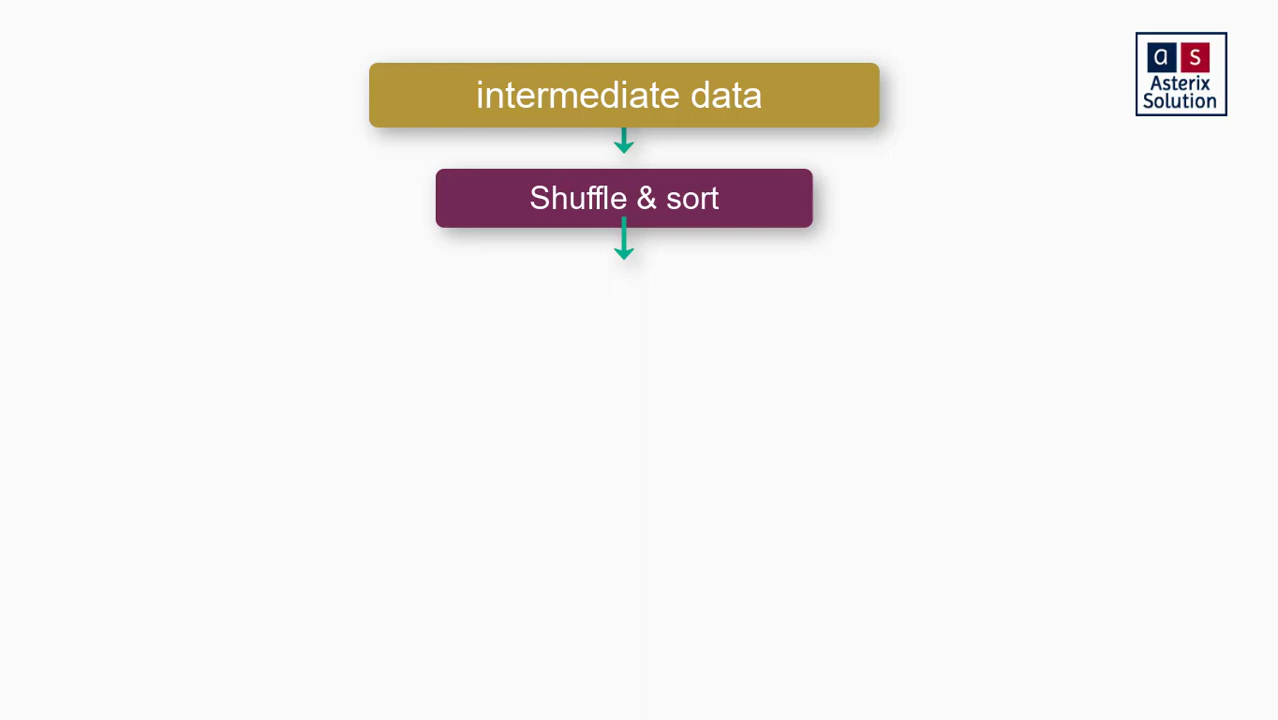 intermediate data
Shuffle & sort
a s
Asterix
Solution